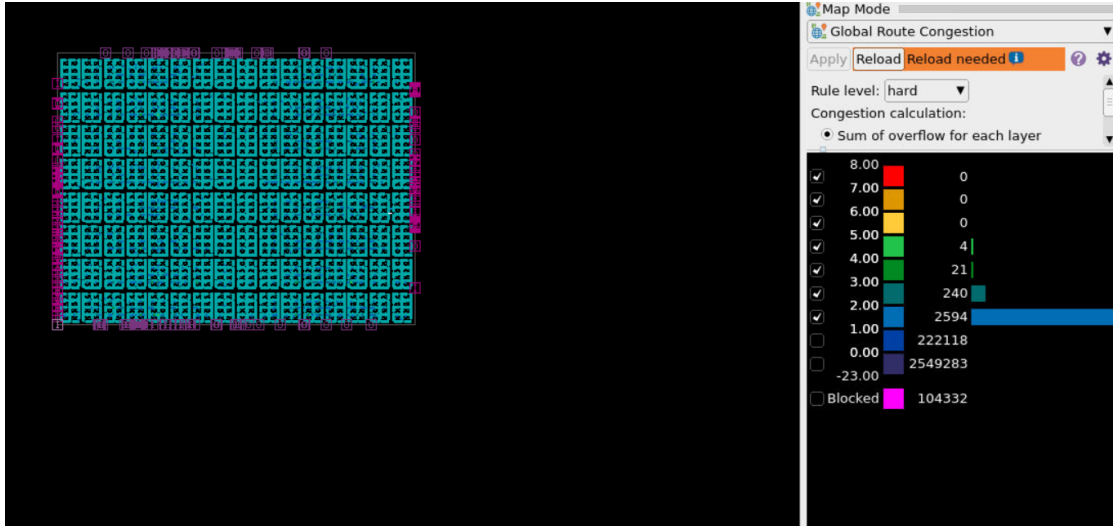 Map Mode
Global Route Congestion
Apply Reload Reload needed
Rule level: hard
Congestion calculation:
Sum of overflow for each layer
8.00
0
7.00
0
6.00
0
5.00
4
4.00
21
3.00
240
2.00
2594
1.00
222118
0.00
2549283
-23.00
Blocked 104332